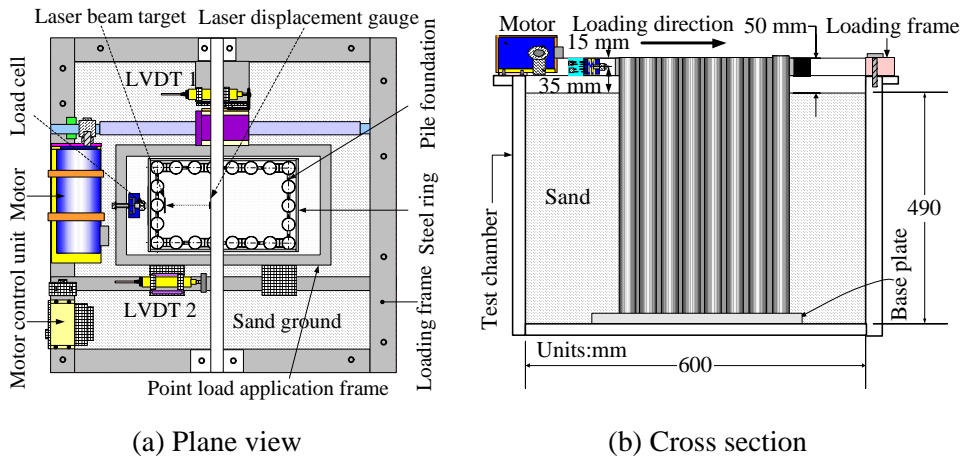 Laser beam target
Laser displacement gauge
LVDT 1
Load cell
Motor
Motor control unit
LVDT 2
Sand ground
Point load application frame
Pile foundation
Steel ring
Loading frame
(a) Plane view
Motor
Loading direction
50 mm
Loading frame
15 mm
35 mm
Test chamber
Sand
490
Base plate
Units:mm
600
(b) Cross section